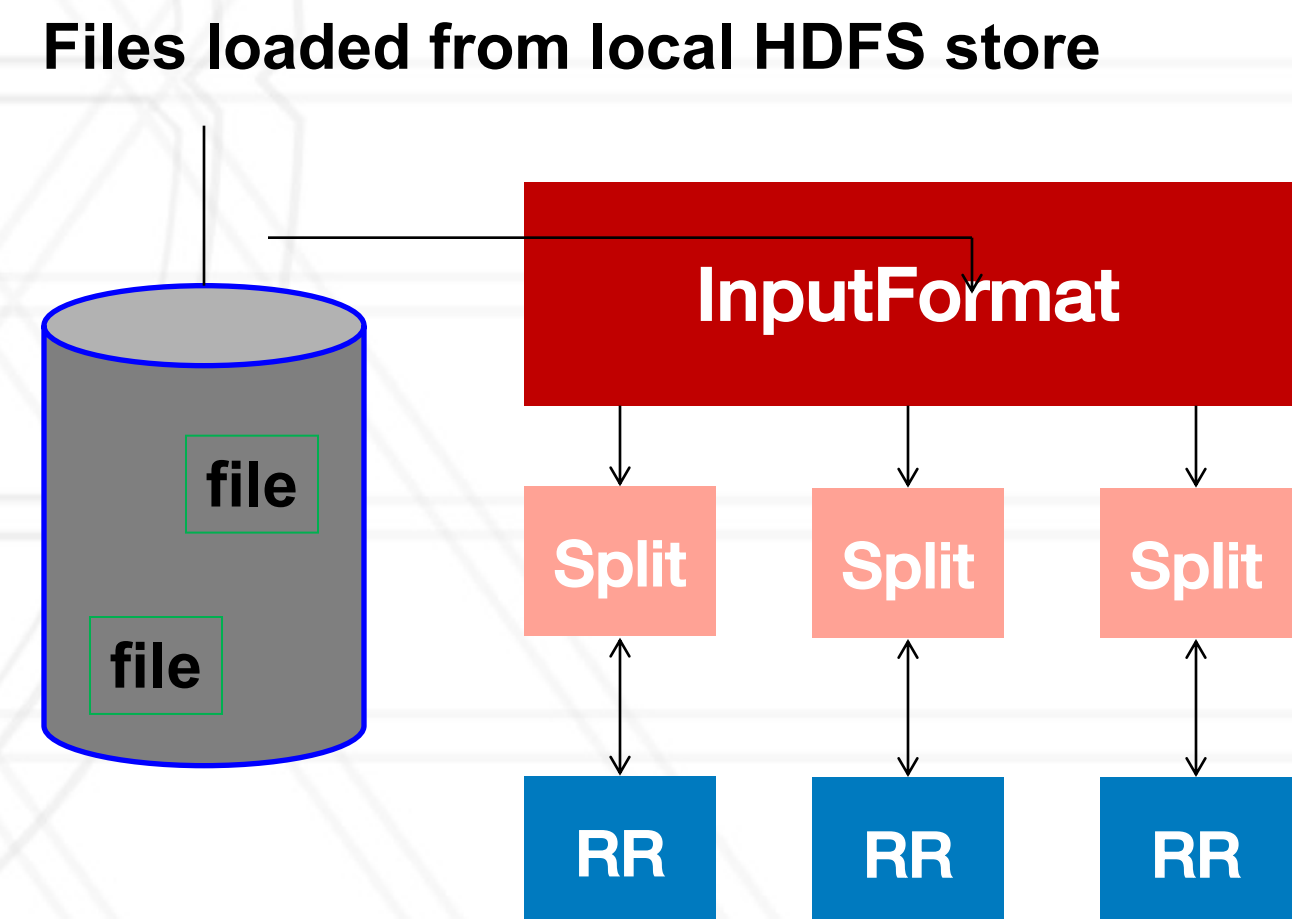 Files loaded from local HDFS store
InputFormat
file
Split Split Split
file
RR RR RR